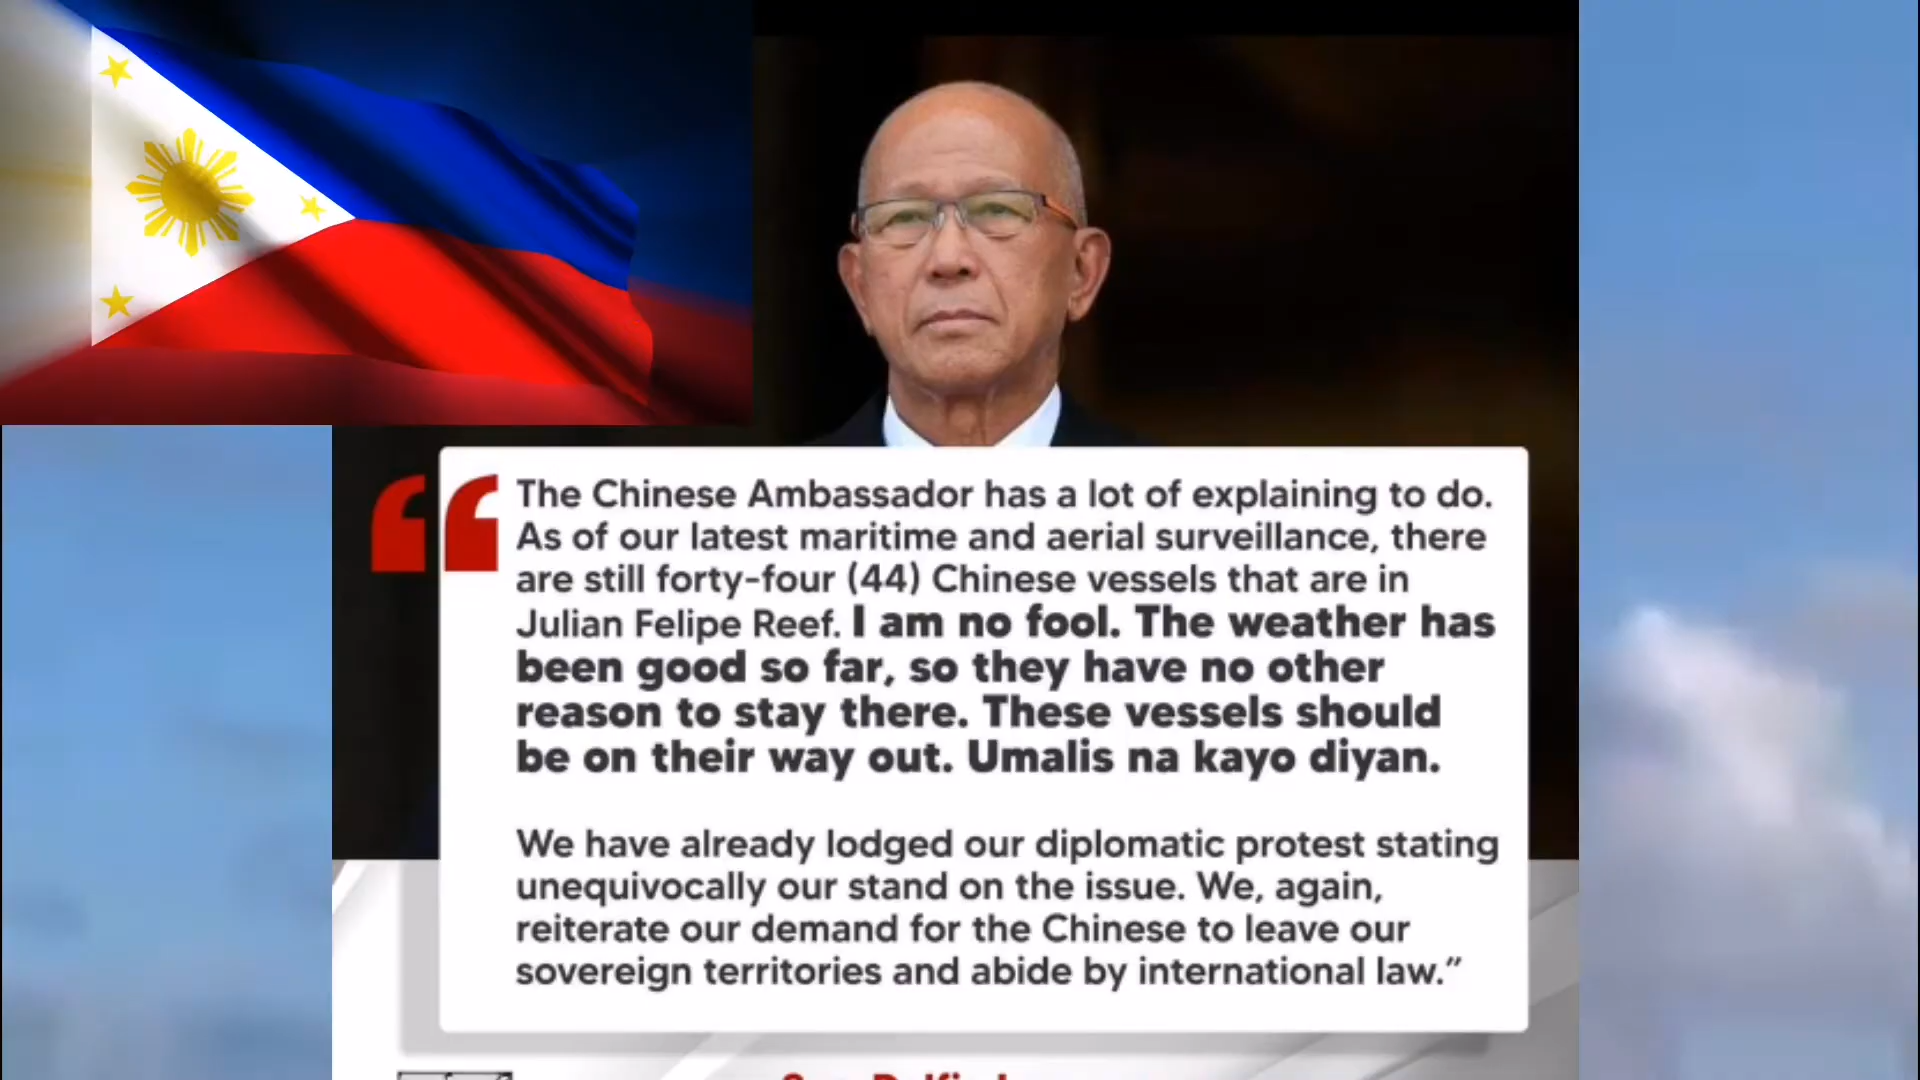 The Chinese Ambassador has a lot of explaining to do.
As of our latest maritime and aerial surveillance, there
are still forty-four (44) Chinese vessels that are in
Julian Felipe Reef. I am no fool. The weather has
been good so far, so they have no other
reason to stay there. These vessels should
be on their way out. Umalis na kayo diyan.
We have already lodged our diplomatic protest stating
unequivocally our stand on the issue. We, again,
reiterate our demand for the Chinese to leave our
sovereign territories and abide by international law.”